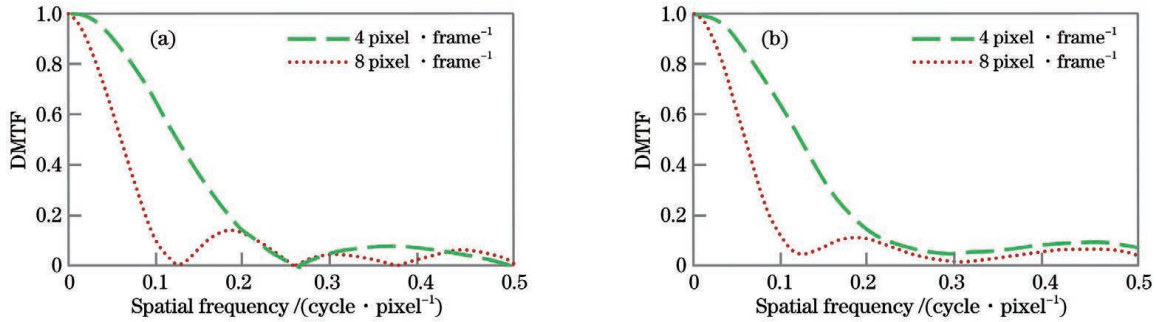 (a)
4 pixel · frame⁻¹
8 pixel · frame⁻¹
1.0
0.8
0.6
0.4
0.2
0
DMTF
0 0.1 0.2 0.3 0.4 0.5
Spatial frequency /(cycle · pixel⁻¹)
(b)
4 pixel · frame⁻¹
8 pixel · frame⁻¹
1.0
0.8
0.6
0.4
0.2
0
DMTF
0 0.1 0.2 0.3 0.4 0.5
Spatial frequency /(cycle · pixel⁻¹)